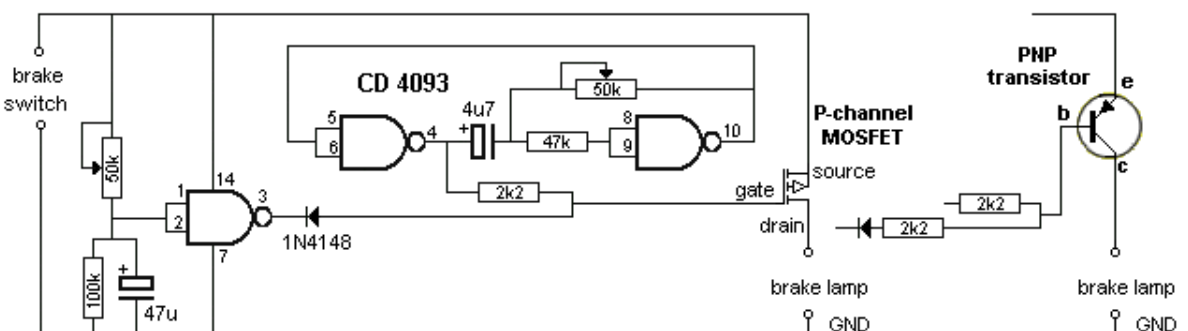 brake
switch
50k
1
2
14
3
7
1N4148
100k
+
47u
CD 4093
5
6
4
4u7
+
50k
47k
8
9
10
2k2
P-channel
MOSFET
source
gate
drain
brake lamp
GND
PNP
transistor
e
b
c
2k2
2k2
brake lamp
GND